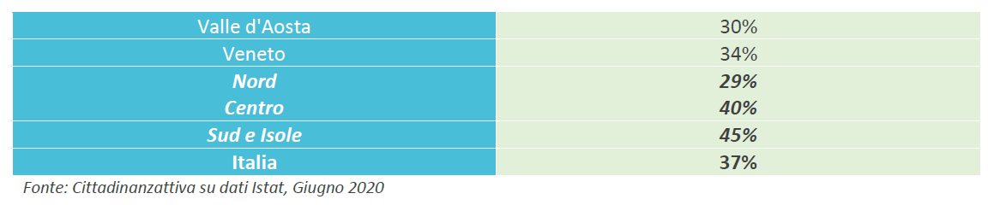 Valle d'Aosta 30%
Veneto 34%
Nord 29%
Centro 40%
Sud e Isole 45%
Italia 37%
Fonte: Cittadinanzattiva su dati Istat, Giugno 2020